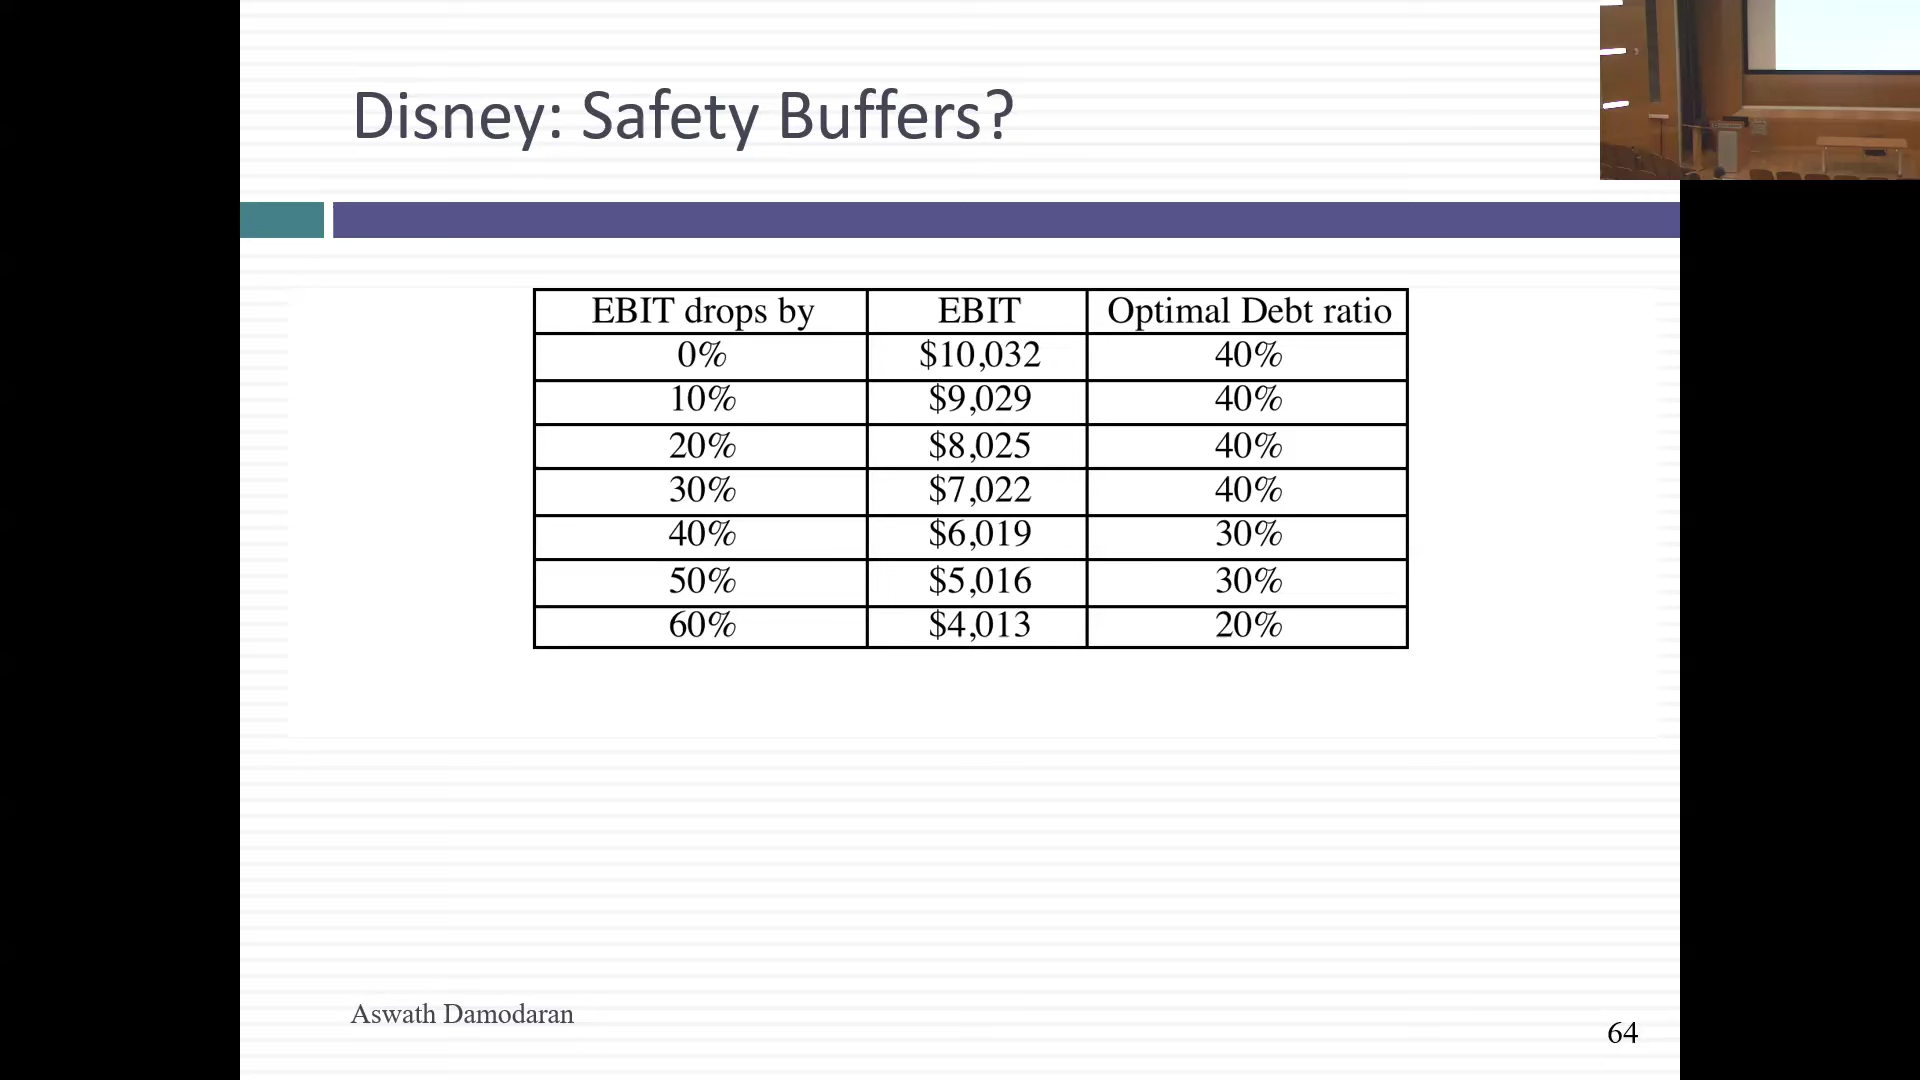 Disney: Safety Buffers?
EBIT drops by EBIT Optimal Debt ratio
0% $10,032 40%
10% $9,029 40%
20% $8,025 40%
30% $7,022 40%
40% $6,019 30%
50% $5,016 30%
60% $4,013 20%
Aswath Damodaran
64